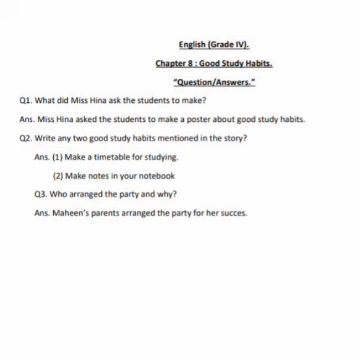 English (Grade IV).
Chapter 8 : Good Study Habits.
“Question/Answers.”
Q1. What did Miss Hina ask the students to make?
Ans. Miss Hina asked the students to make a poster about good study habits.
Q2. Write any two good study habits mentioned in the story?
Ans. (1) Make a timetable for studying.
(2) Make notes in your notebook
Q3. Who arranged the party and why?
Ans. Maheen’s parents arranged the party for her succes.